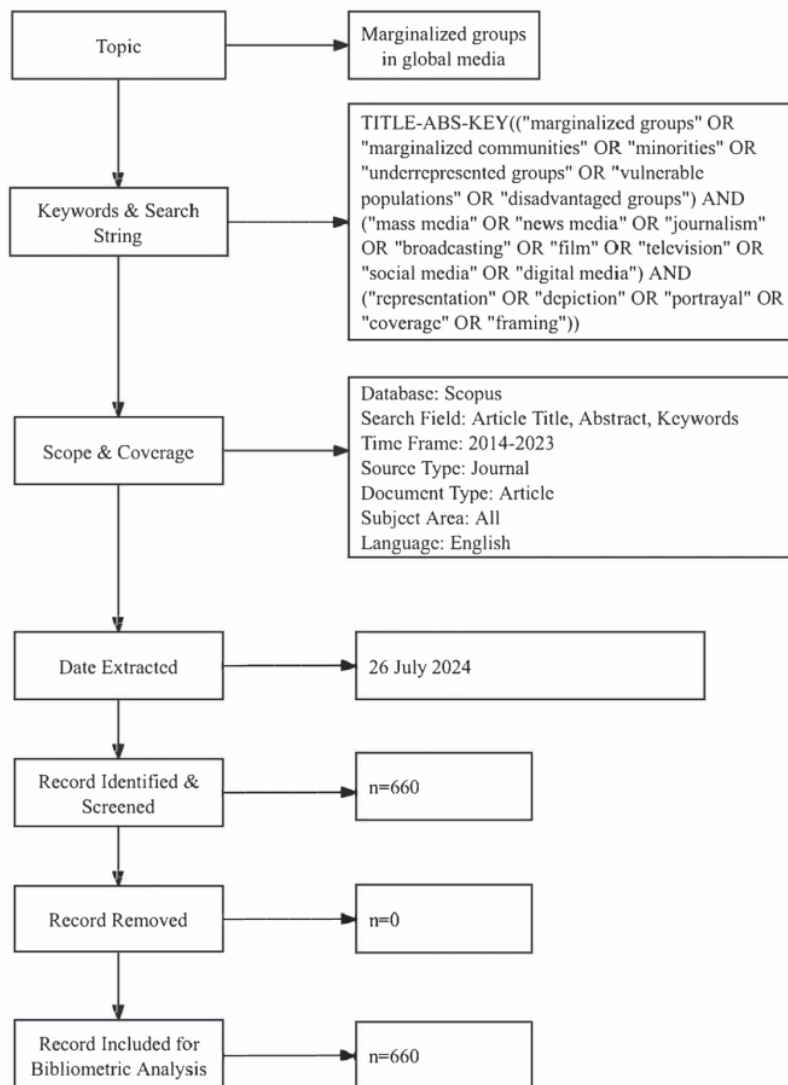 Topic
Marginalized groups
in global media
Keywords & Search
String
TITLE-ABS-KEY(("marginalized groups" OR
"marginalized communities" OR "minorities" OR
"underrepresented groups" OR "vulnerable
populations" OR "disadvantaged groups") AND
("mass media" OR "news media" OR "journalism"
OR "broadcasting" OR "film" OR "television" OR
"social media" OR "digital media") AND
("representation" OR "depiction" OR "portrayal" OR
"coverage" OR "framing"))
Scope & Coverage
Database: Scopus
Search Field: Article Title, Abstract, Keywords
Time Frame: 2014-2023
Source Type: Journal
Document Type: Article
Subject Area: All
Language: English
Date Extracted
26 July 2024
Record Identified &
Screened
n=660
Record Removed
n=0
Record Included for
Bibliometric Analysis
n=660